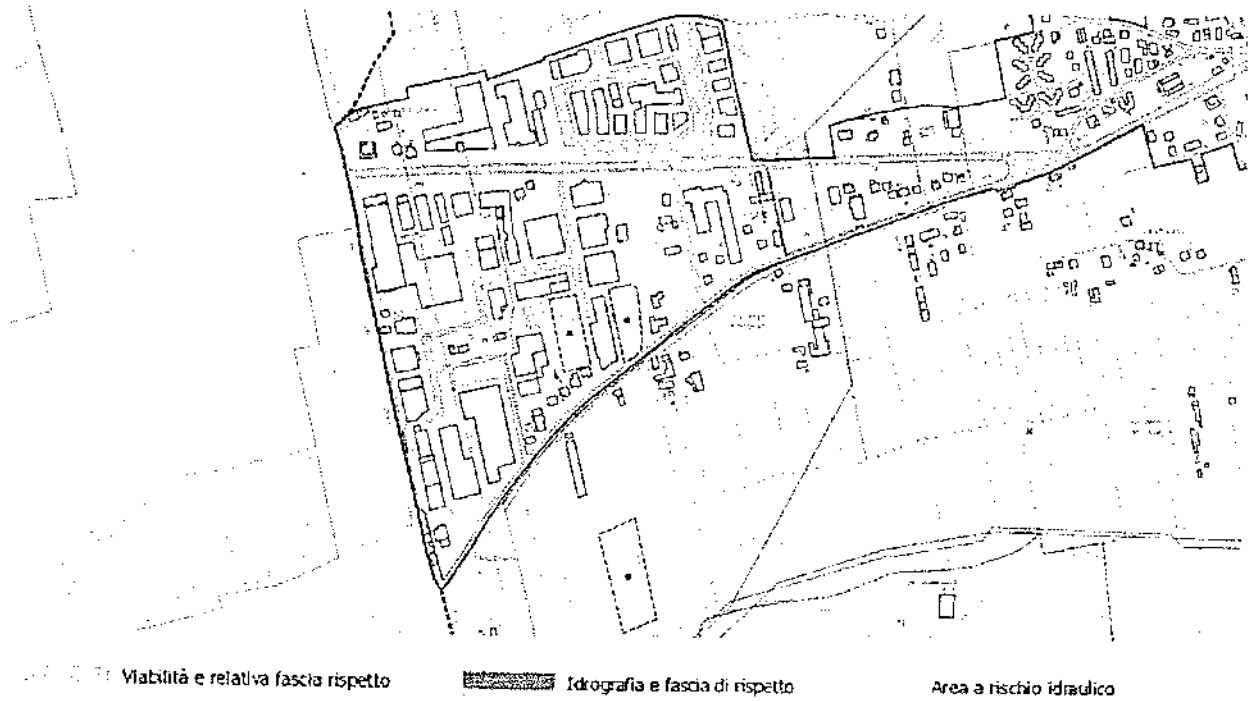 Viabilità e relativa fascia rispetto
Idrografia e fascia di rispetto
Area a rischio idraulico